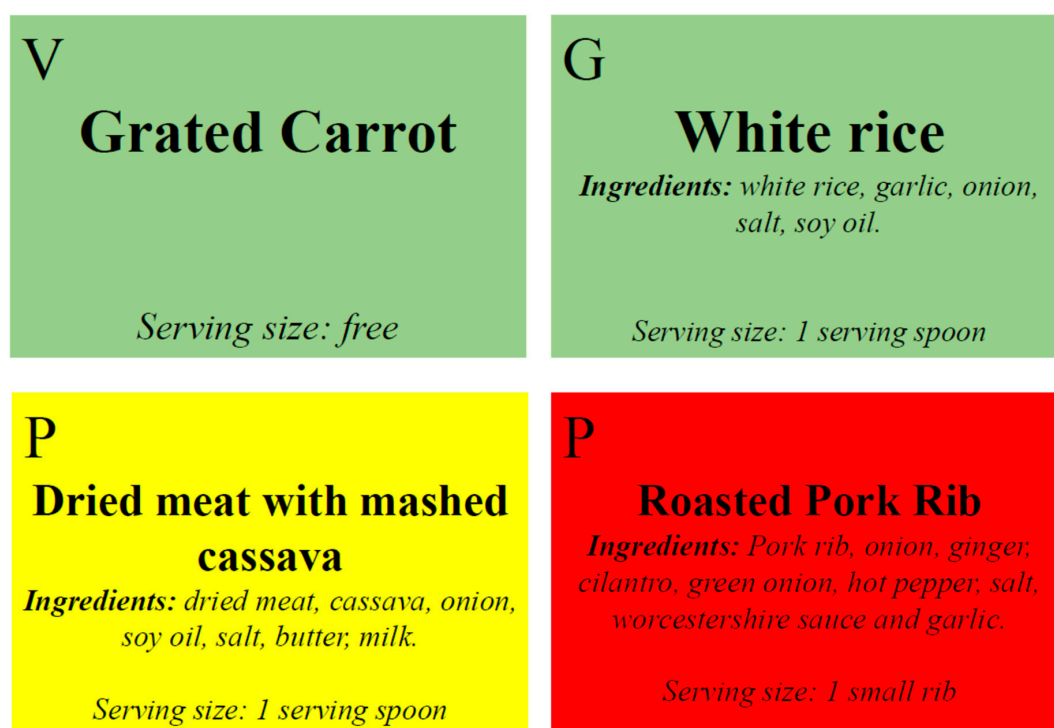 V
Grated Carrot
Serving size: free
G
White rice
Ingredients: white rice, garlic, onion,
salt, soy oil.
Serving size: 1 serving spoon
P
Dried meat with mashed
cassava
Ingredients: dried meat, cassava, onion,
soy oil, salt, butter, milk.
Serving size: 1 serving spoon
P
Roasted Pork Rib
Ingredients: Pork rib, onion, ginger,
cilantro, green onion, hot pepper, salt,
worcestershire sauce and garlic.
Serving size: 1 small rib